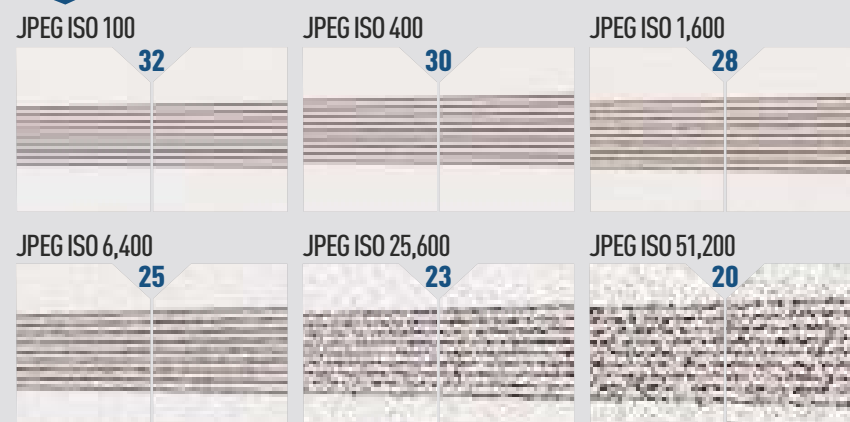 JPEG ISO 100
JPEG ISO 400
JPEG ISO 1,600
32
30
28
JPEG ISO 6,400
JPEG ISO 25,600
JPEG ISO 51,200
25
23
20